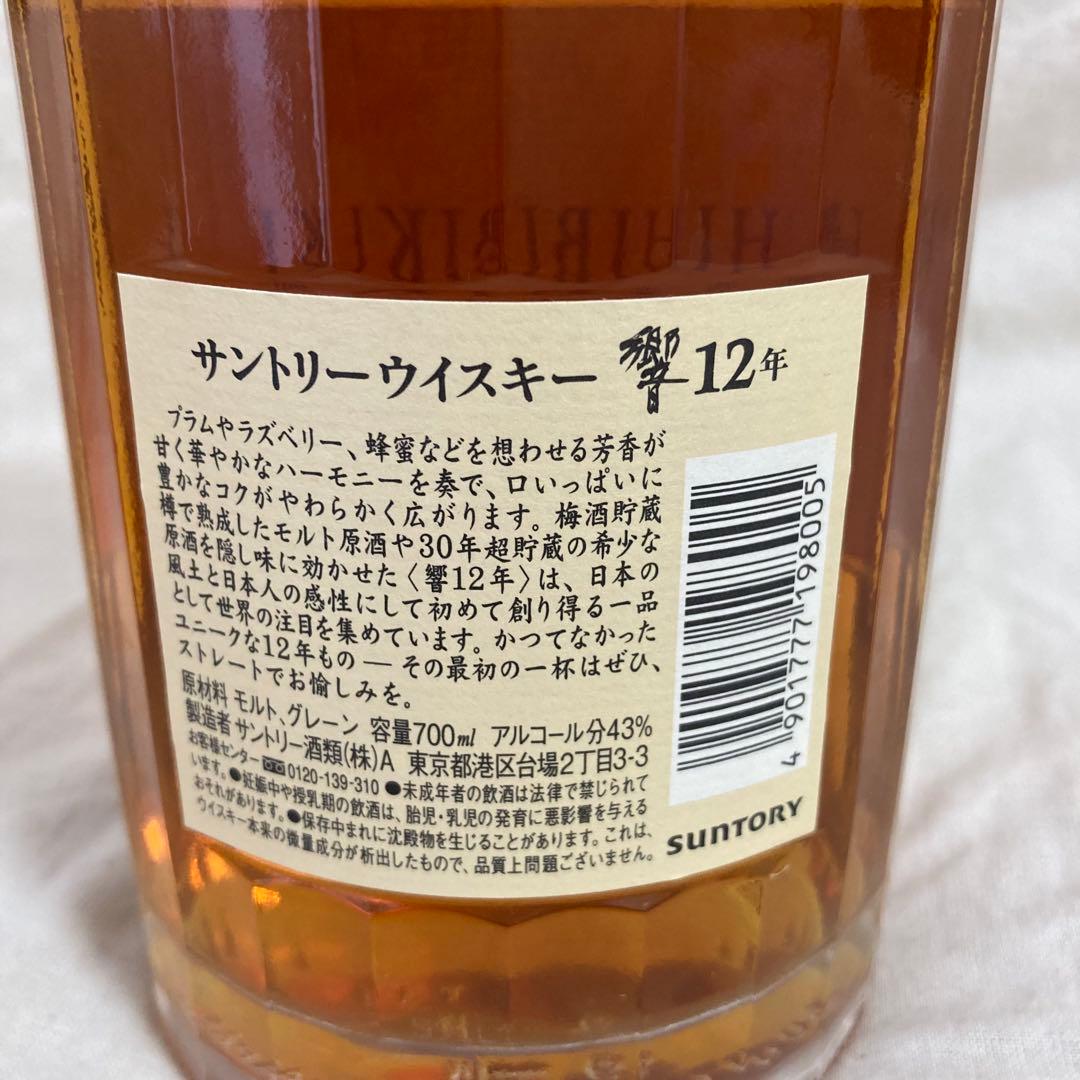 HIBIKI
サントリーウイスキー 響 12年
プラムやラズベリー、蜂蜜などを想わせる芳香が
甘く華やかなハーモニーを奏で、口いっぱいに
豊かなコクがやわらかく広がります。梅酒貯蔵
樽で熟成したモルト原酒や30年超貯蔵の希少な
原酒を隠し味に効かせた〈響12年〉は、日本の
風土と日本人の感性にして初めて創り得る一品
として世界の注目を集めています。かつてなかった
ユニークな12年もの ― その最初の一杯はぜひ、
ストレートでお愉しみを。
原材料 モルト、グレーン 容量700ml アルコール分43%
製造者 サントリー酒類(株)A 東京都港区台場2丁目3-3
お客様センター 0120-139-310 ●未成年者の飲酒は法律で禁じられて
います。●妊娠中や授乳期の飲酒は、胎児・乳児の発育に悪影響を与える
おそれがあります。●保存中まれに沈殿物を生じることがあります。これは、
ウイスキー本来の微量成分が析出したもので、品質上問題ございません。
4 901777 198005
SUNTORY